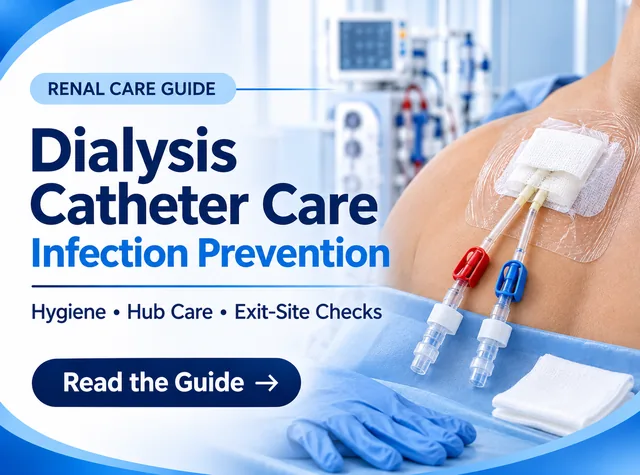 RENAL CARE GUIDE
Dialysis
Catheter Care
Infection Prevention
Hygiene • Hub Care • Exit-Site Checks
Read the Guide →